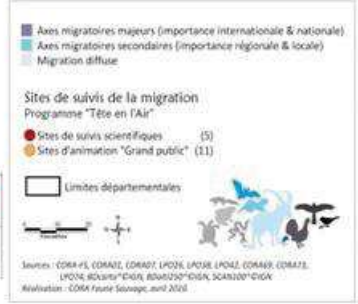 Axes migratoires majeurs (importance internationale & nationale)
Axes migratoires secondaires (importance régionale & locale)
Migration diffuse
Sites de suivis de la migration
Programme "Tête en l'Air"
Sites de suivis scientifiques (5)
Sites d'animation "Grand public" (11)
Limites départementales
Sources : CORA-FS, CORA01, CORA07, LPO26, LPO38, LPO42, CORA69, CORA73,
LPO74, BDcarto®©IGN, BDalti250®©IGN, SCAN100®©IGN
Réalisation : CORA Faune Sauvage, avril 2010